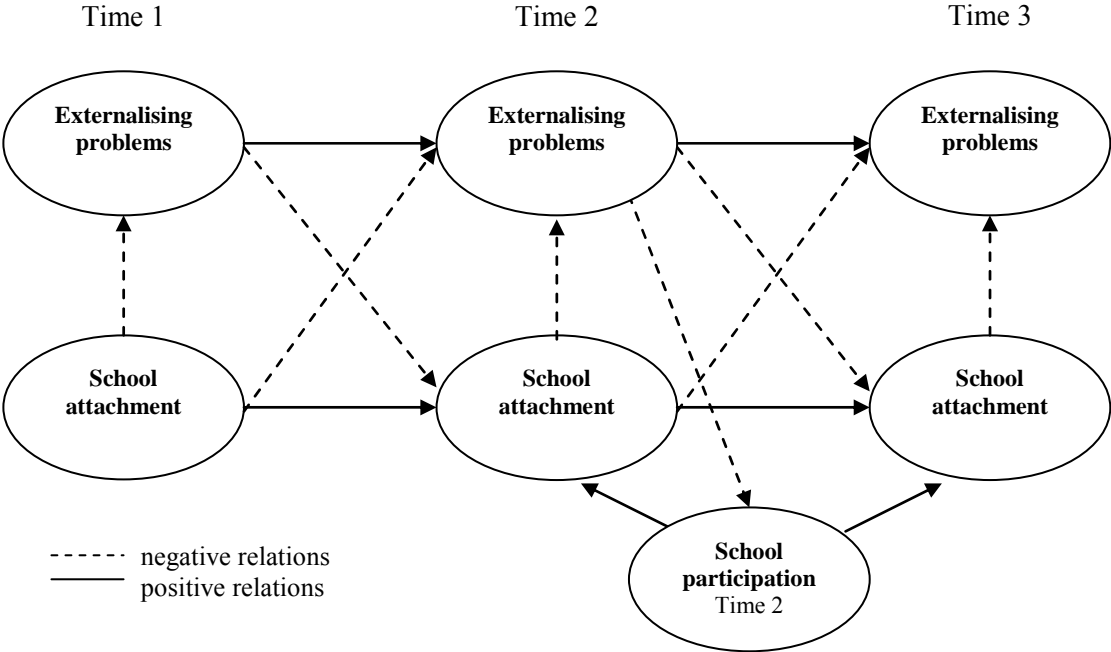 Time 1
Time 2
Time 3
Externalising
problems
Externalising
problems
Externalising
problems
School
attachment
School
attachment
School
attachment
School
participation
Time 2
negative relations
positive relations